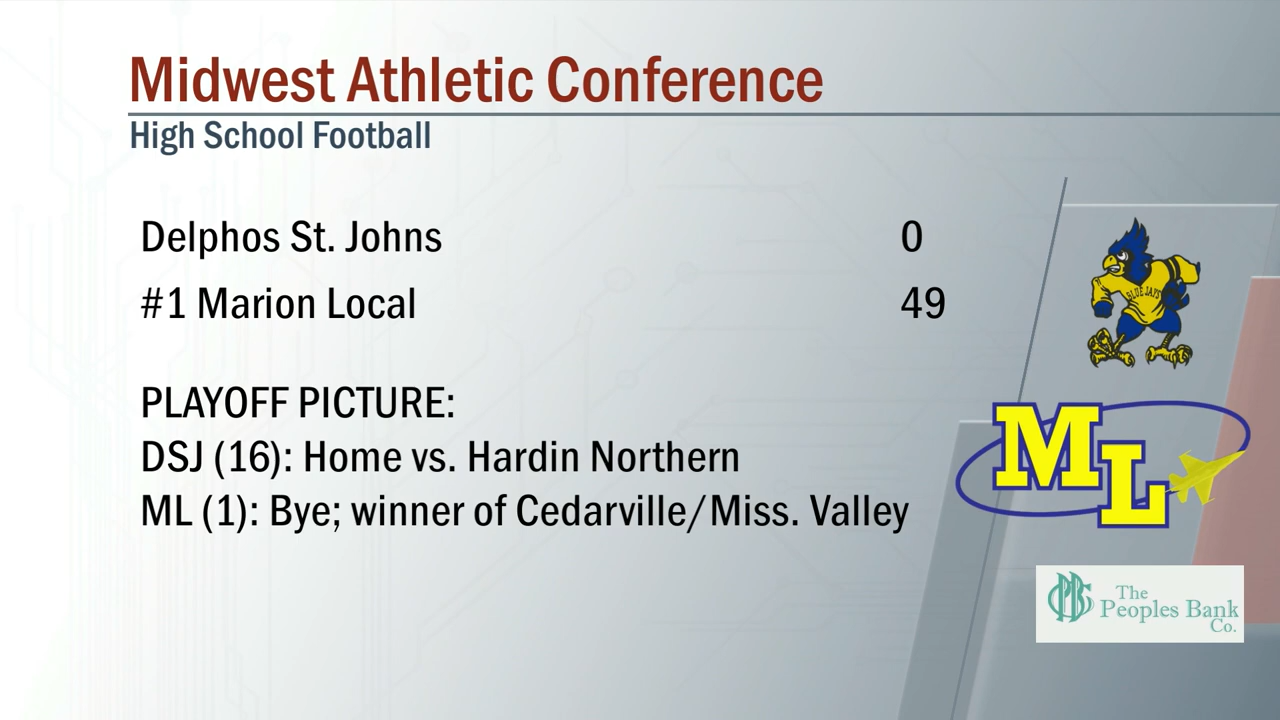 Midwest Athletic Conference
High School Football
Delphos St. Johns 0
#1 Marion Local 49
PLAYOFF PICTURE:
DSJ (16): Home vs. Hardin Northern
ML (1): Bye; winner of Cedarville/Miss. Valley
BLUE JAYS
ML
The
Peoples Bank
Co.